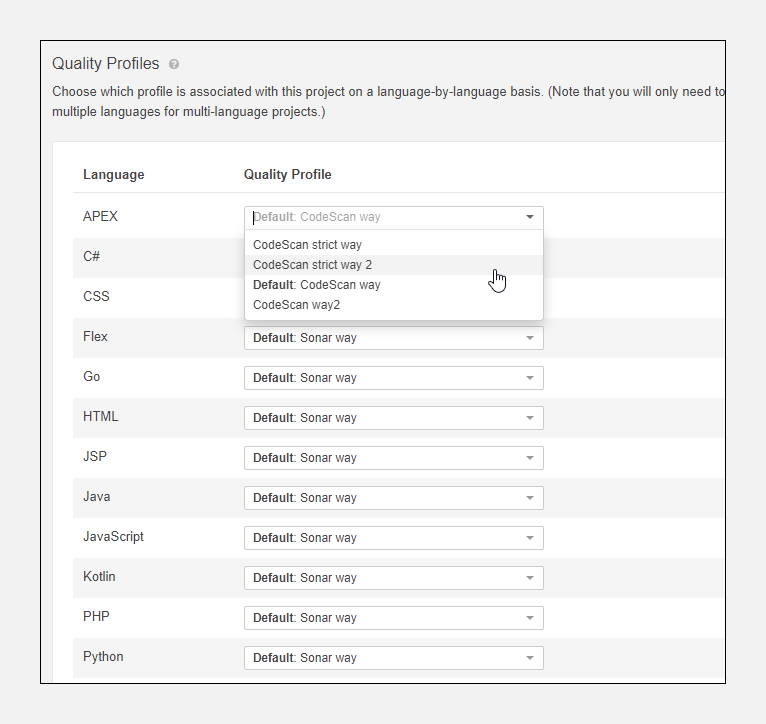 Quality Profiles ?
Choose which profile is associated with this project on a language-by-language basis. (Note that you will only need to
multiple languages for multi-language projects.)
Language Quality Profile
APEX Default: CodeScan way
CodeScan strict way
C# CodeScan strict way 2
Default: CodeScan way
CSS CodeScan way2
Flex Default: Sonar way
Go Default: Sonar way
HTML Default: Sonar way
JSP Default: Sonar way
Java Default: Sonar way
JavaScript Default: Sonar way
Kotlin Default: Sonar way
PHP Default: Sonar way
Python Default: Sonar way